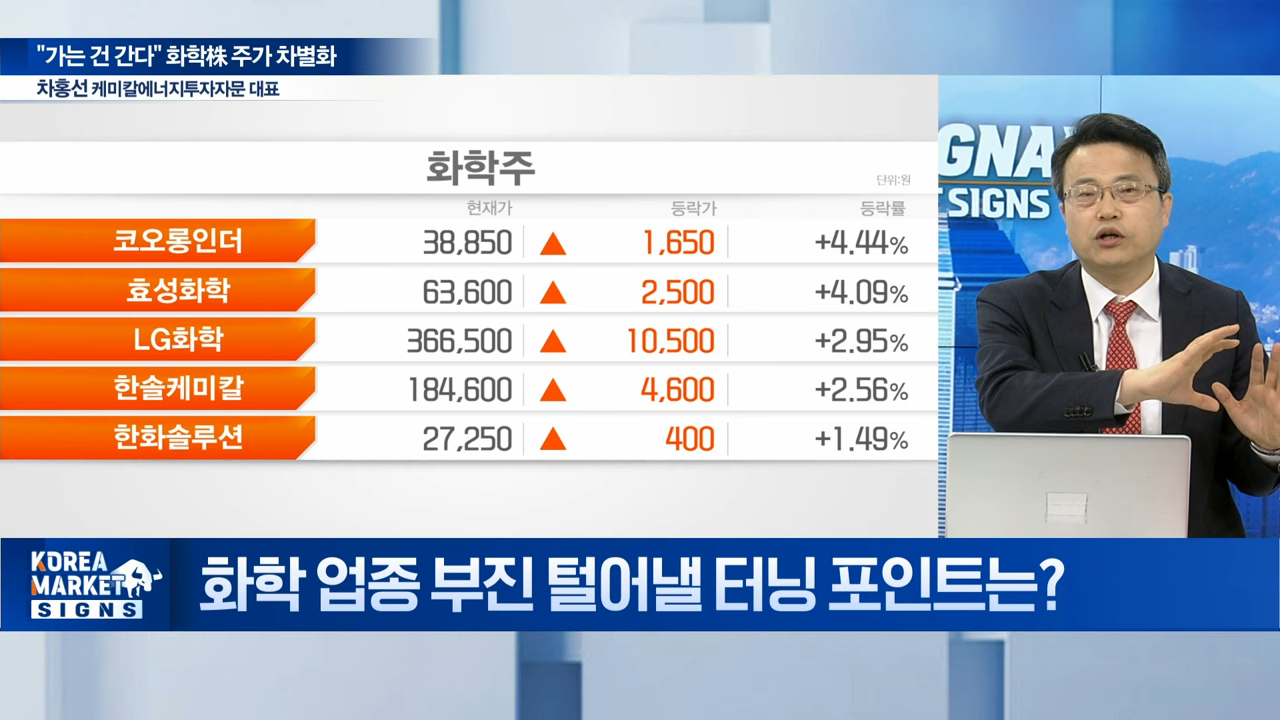 "가는 건 간다" 화학株 주가 차별화
차홍선 케미칼에너지투자자문 대표
화학주
단위:원
현재가 등락가 등락률
코오롱인더 38,850 ▲ 1,650 +4.44%
효성화학 63,600 ▲ 2,500 +4.09%
LG화학 366,500 ▲ 10,500 +2.95%
한솔케미칼 184,600 ▲ 4,600 +2.56%
한화솔루션 27,250 ▲ 400 +1.49%
GNA
SIGNS
KOREA
MARKET
SIGNS
화학 업종 부진 털어낼 터닝 포인트는?